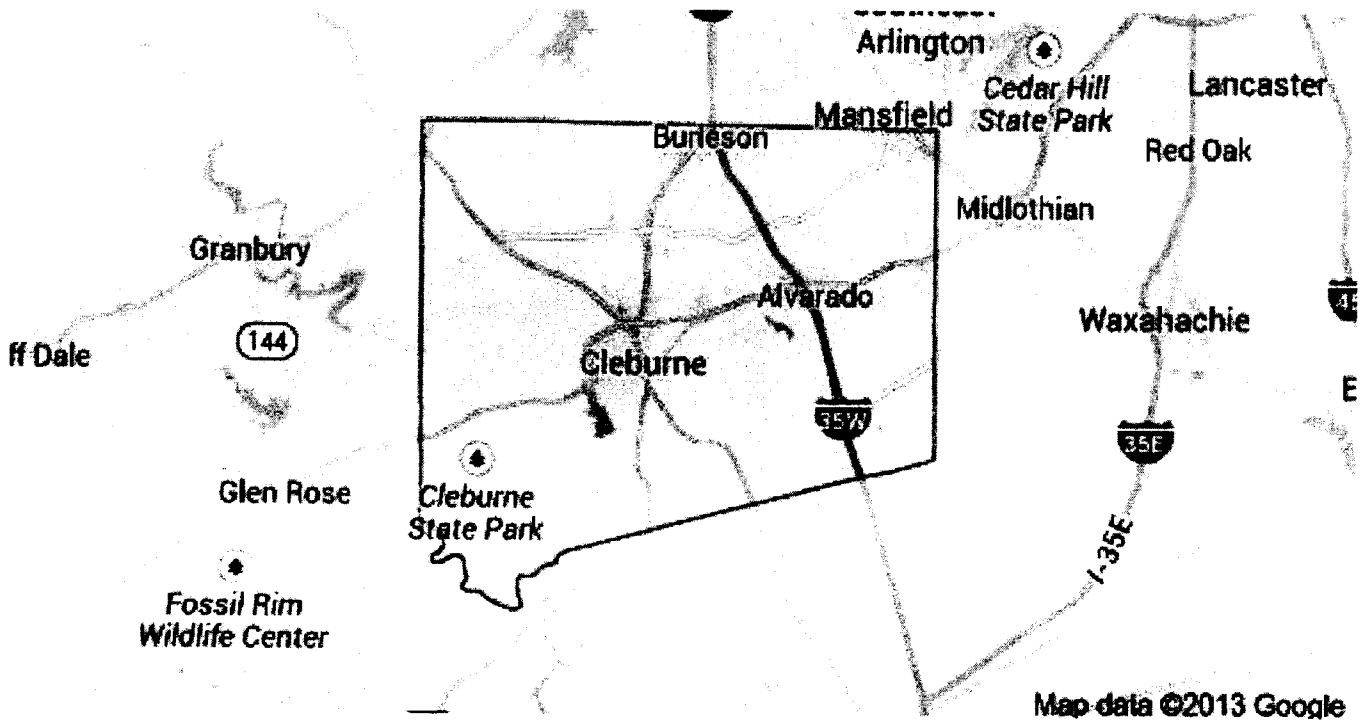 Arlington
Cedar Hill
State Park
Lancaster
Mansfield
Burleson
Red Oak
Midlothian
Granbury
Alvarado
Waxahachie
144
ff Dale
Cleburne
35W
35E
E
Glen Rose
Cleburne
State Park
I-35E
Fossil Rim
Wildlife Center
Map data ©2013 Google